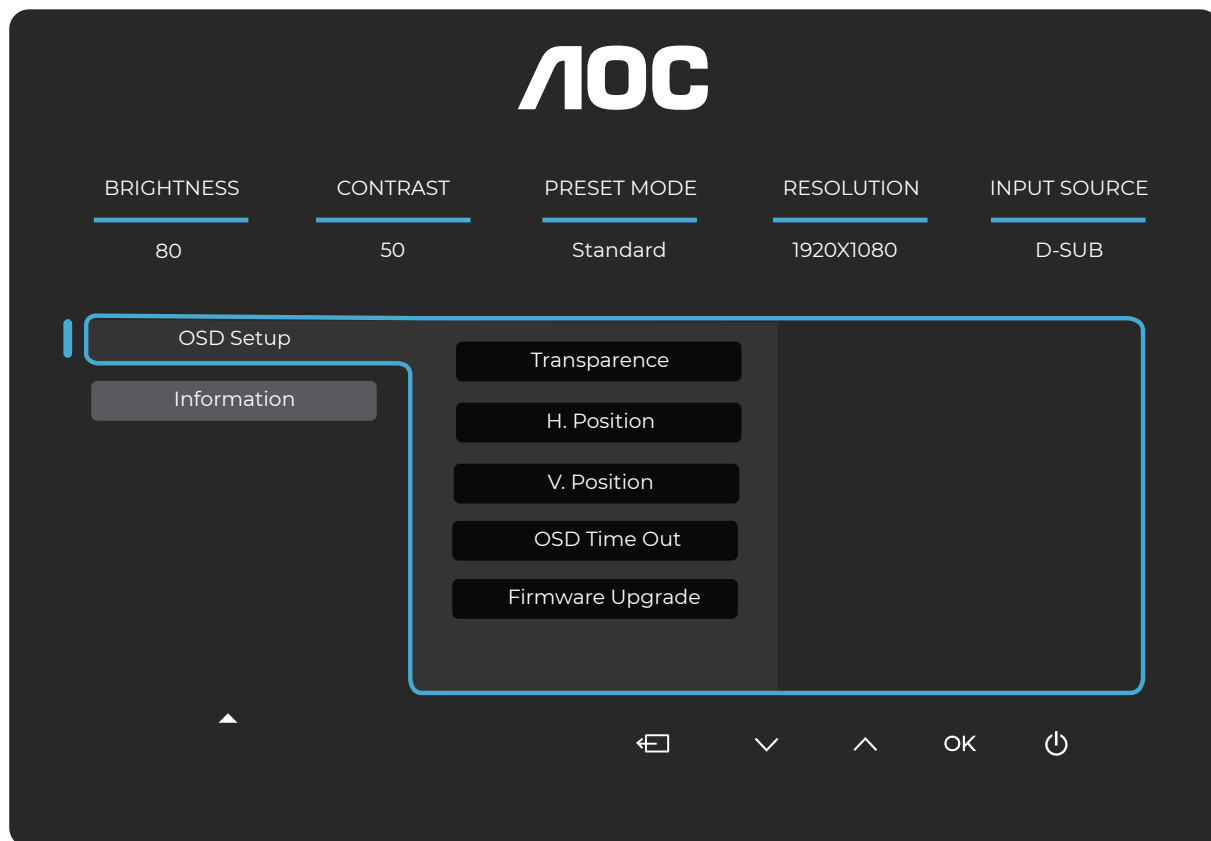 AOC
BRIGHTNESS CONTRAST PRESET MODE RESOLUTION INPUT SOURCE
80 50 Standard 1920X1080 D-SUB
OSD Setup
Information
Transparence
H. Position
V. Position
OSD Time Out
Firmware Upgrade
OK